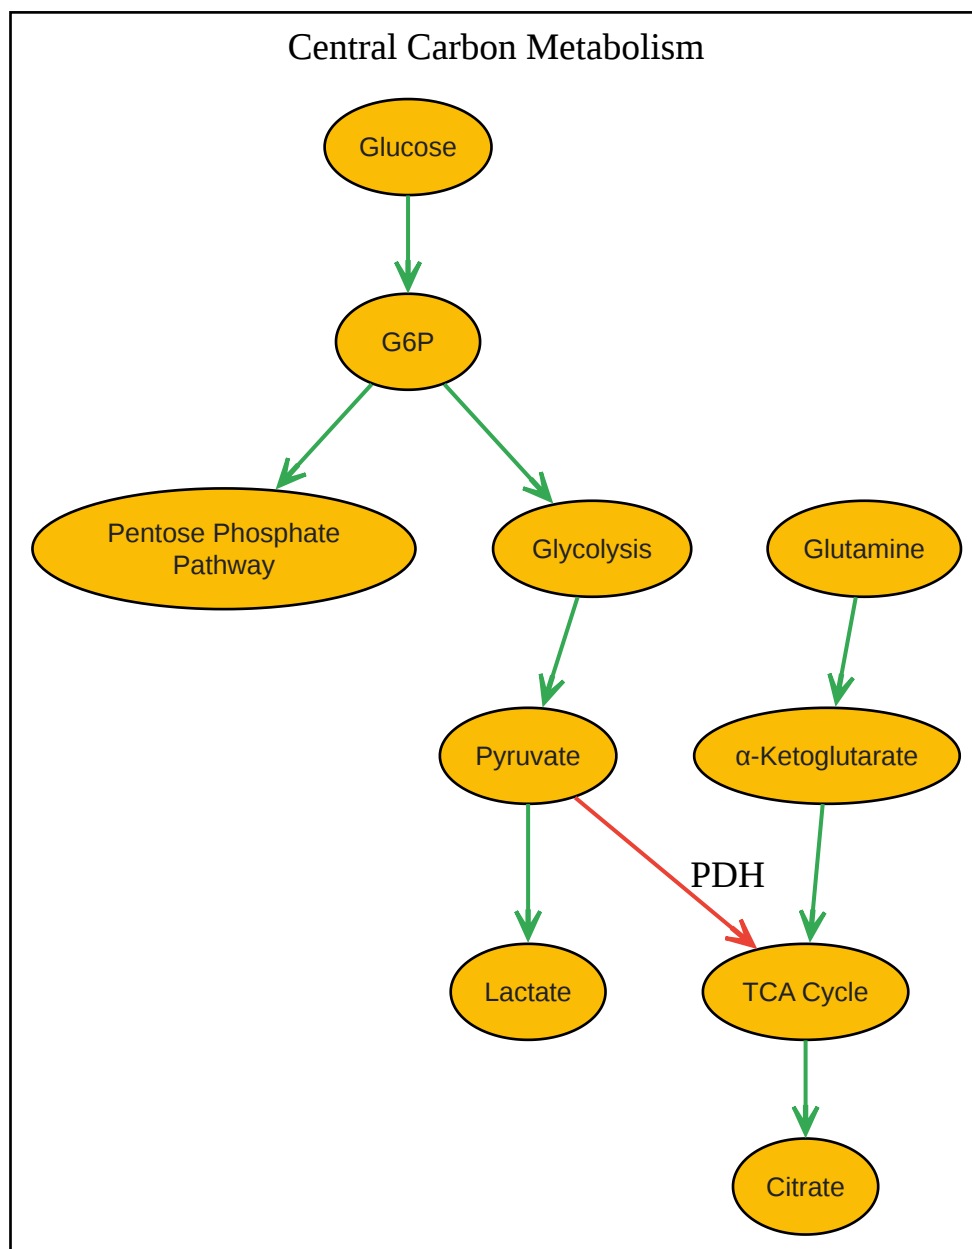 Central Carbon Metabolism
Glucose
G6P
Pentose Phosphate
Pathway
Glycolysis
Glutamine
Pyruvate
α-Ketoglutarate
PDH
Lactate
TCA Cycle
Citrate